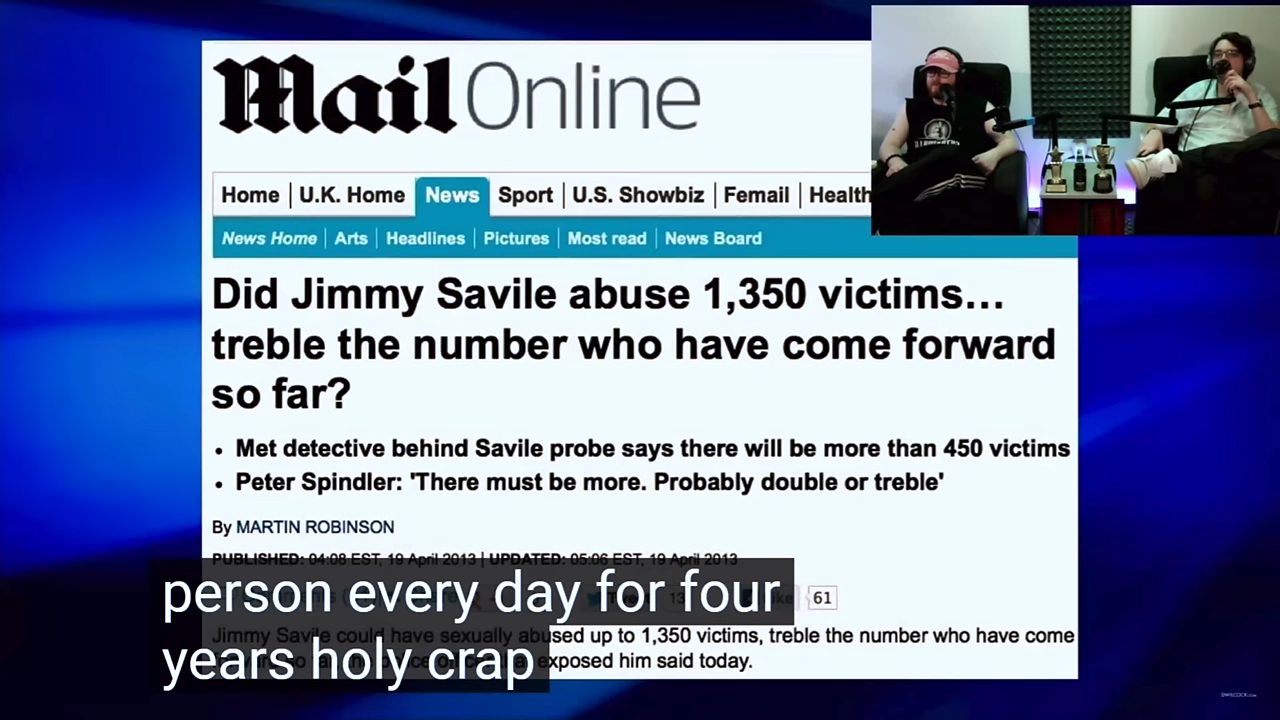 Mail Online
Home | U.K. Home | News | Sport | U.S. Showbiz | Femail | Health
News Home | Arts | Headlines | Pictures | Most read | News Board
Did Jimmy Savile abuse 1,350 victims...
treble the number who have come forward
so far?
• Met detective behind Savile probe says there will be more than 450 victims
• Peter Spindler: 'There must be more. Probably double or treble'
By MARTIN ROBINSON
PUBLISHED: 04:08 EST, 19 April 2013 | UPDATED: 05:06 EST, 19 April 2013
61
person every day for four
years holy crap
Jimmy Savile could have sexually abused up to 1,350 victims, treble the number who have come
exposed him said today.